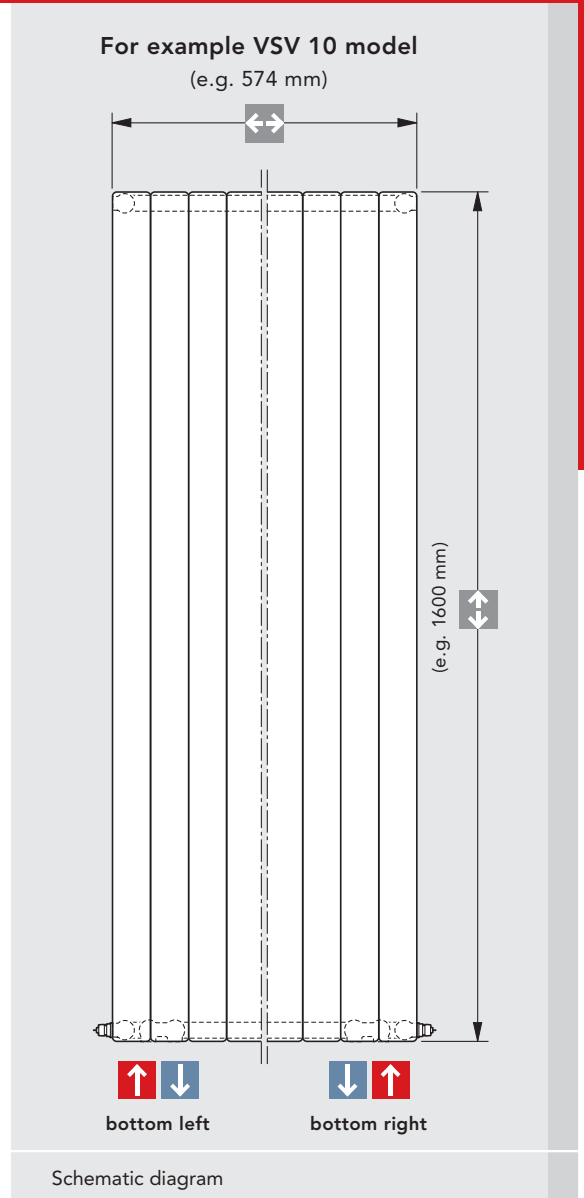 For example VSV 10 model
(e.g. 574 mm)
(e.g. 1600 mm)
bottom left
bottom right
Schematic diagram